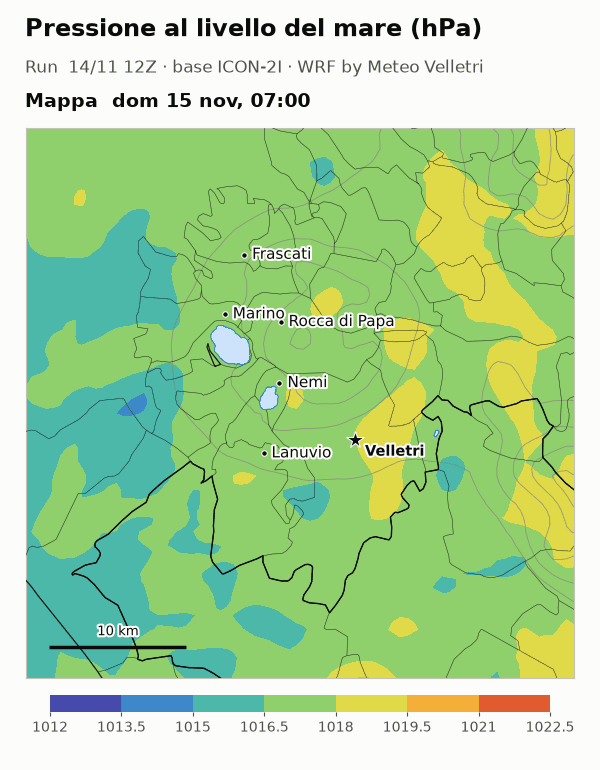 Pressione al livello del mare (hPa)
Run  14/11 12Z · base ICON-2I · WRF by Meteo Velletri
Mappa  dom 15 nov, 07:00
Frascati
Marino
Rocca di Papa
Nemi
Velletri
Lanuvio
10 km
1012 1013.5 1015 1016.5 1018 1019.5 1021 1022.5